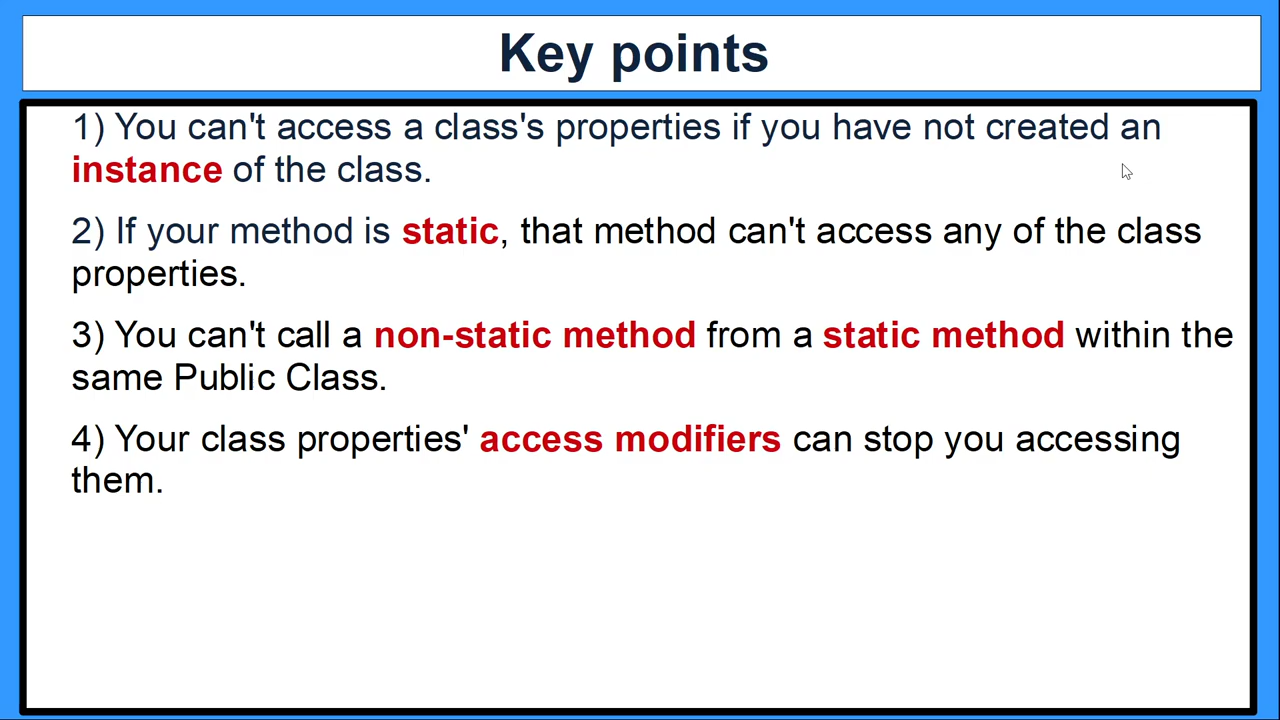 Key points
1) You can't access a class's properties if you have not created an
instance of the class.
2) If your method is static, that method can't access any of the class
properties.
3) You can't call a non-static method from a static method within the
same Public Class.
4) Your class properties' access modifiers can stop you accessing
them.